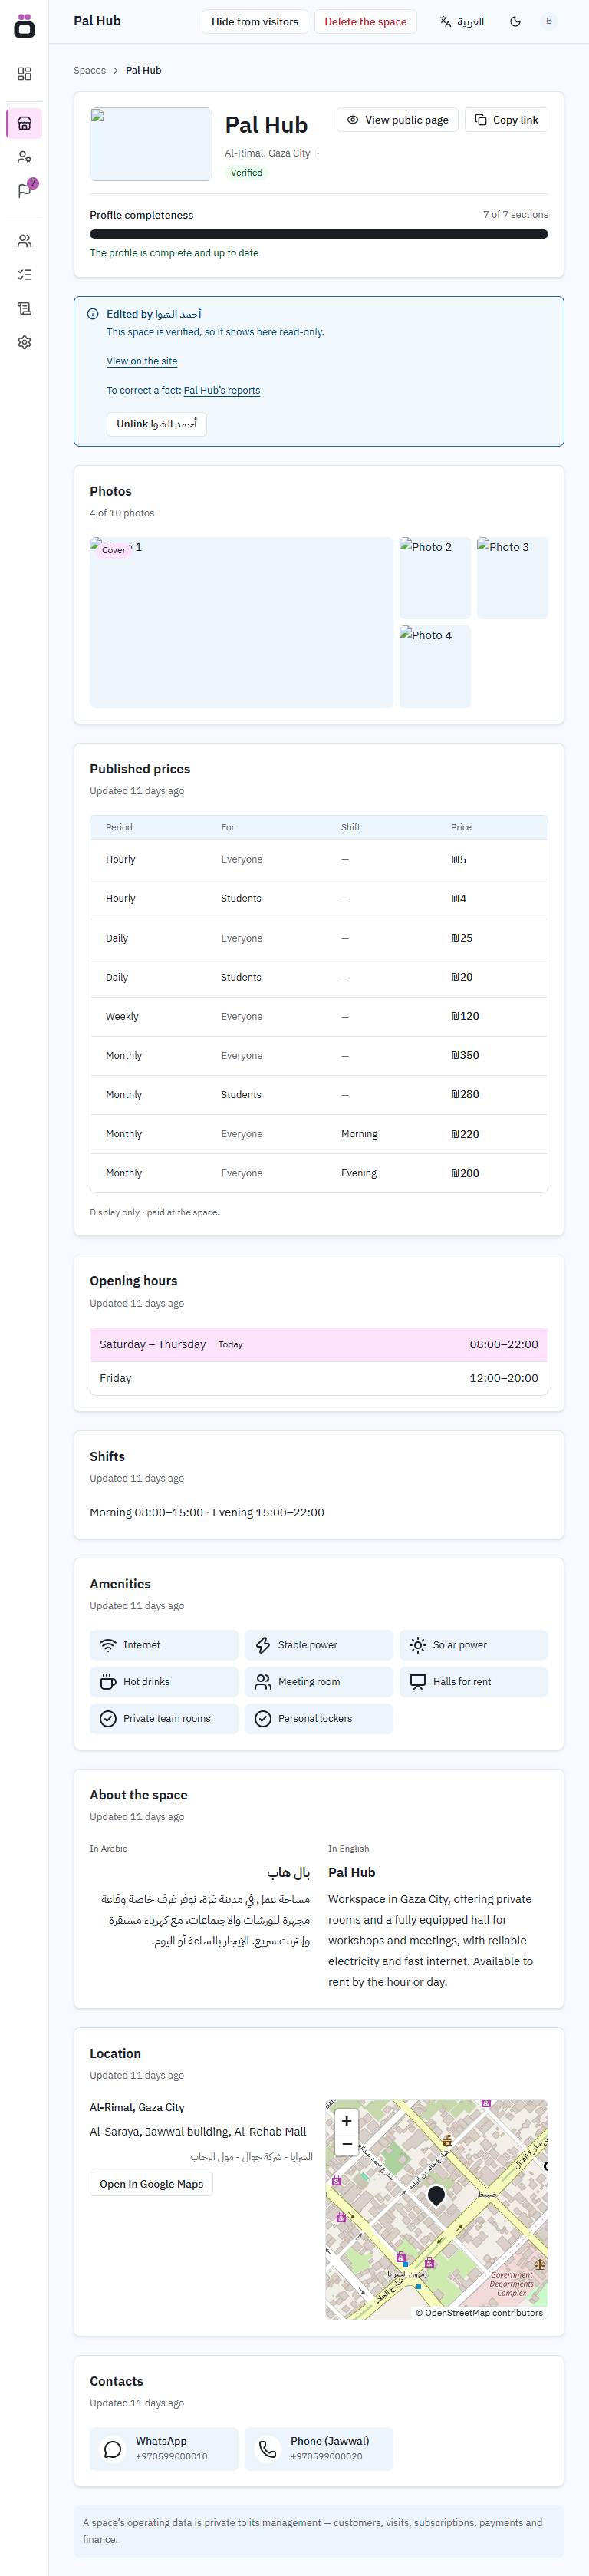 Pal Hub
Hide from visitors
Delete the space
العربية
B
7
Spaces > Pal Hub
Pal Hub
View public page
Copy link
Al-Rimal, Gaza City ·
Verified
Profile completeness
7 of 7 sections
The profile is complete and up to date
Edited by أحمد الشوا
This space is verified, so it shows here read-only.
View on the site
To correct a fact: Pal Hub's reports
Unlink أحمد الشوا
Photos
4 of 10 photos
Cover
1
Photo 2
Photo 3
Photo 4
Published prices
Updated 11 days ago
Period For Shift Price
Hourly Everyone — ₪5
Hourly Students — ₪4
Daily Everyone — ₪25
Daily Students — ₪20
Weekly Everyone — ₪120
Monthly Everyone — ₪350
Monthly Students — ₪280
Monthly Everyone Morning ₪220
Monthly Everyone Evening ₪200
Display only · paid at the space.
Opening hours
Updated 11 days ago
Saturday – Thursday Today 08:00–22:00
Friday 12:00–20:00
Shifts
Updated 11 days ago
Morning 08:00–15:00 · Evening 15:00–22:00
Amenities
Updated 11 days ago
Internet
Stable power
Solar power
Hot drinks
Meeting room
Halls for rent
Private team rooms
Personal lockers
About the space
Updated 11 days ago
In Arabic
بال هاب
مساحة عمل في مدينة غزة، نوفر غرف خاصة وقاعة
مجهزة للورشات والاجتماعات، مع كهرباء مستقرة
وإنترنت سريع. الإيجار بالساعة أو اليوم.
In English
Pal Hub
Workspace in Gaza City, offering private
rooms and a fully equipped hall for
workshops and meetings, with reliable
electricity and fast internet. Available to
rent by the hour or day.
Location
Updated 11 days ago
Al-Rimal, Gaza City
Al-Saraya, Jawwal building, Al-Rehab Mall
السرايا - شركة جوال - مول الرحاب
Open in Google Maps
+
−
ضبيط
رمزون السرايا
شارع الجلاء
Government
Departments
Complex
© OpenStreetMap contributors
Contacts
Updated 11 days ago
WhatsApp
+970599000010
Phone (Jawwal)
+970599000020
A space's operating data is private to its management — customers, visits, subscriptions, payments and
finance.